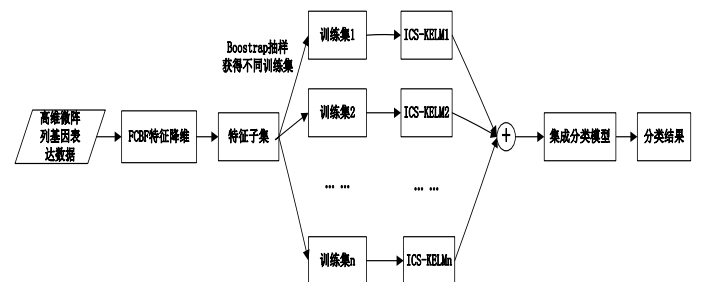 高维微阵
列基因表
达数据
FCBF特征降维
特征子集
Boostrap抽样
获得不同训练集
训练集1
ICS-KELM1
训练集2
ICS-KELM2
... ...
... ...
训练集n
ICS-KELMn
+
集成分类模型
分类结果